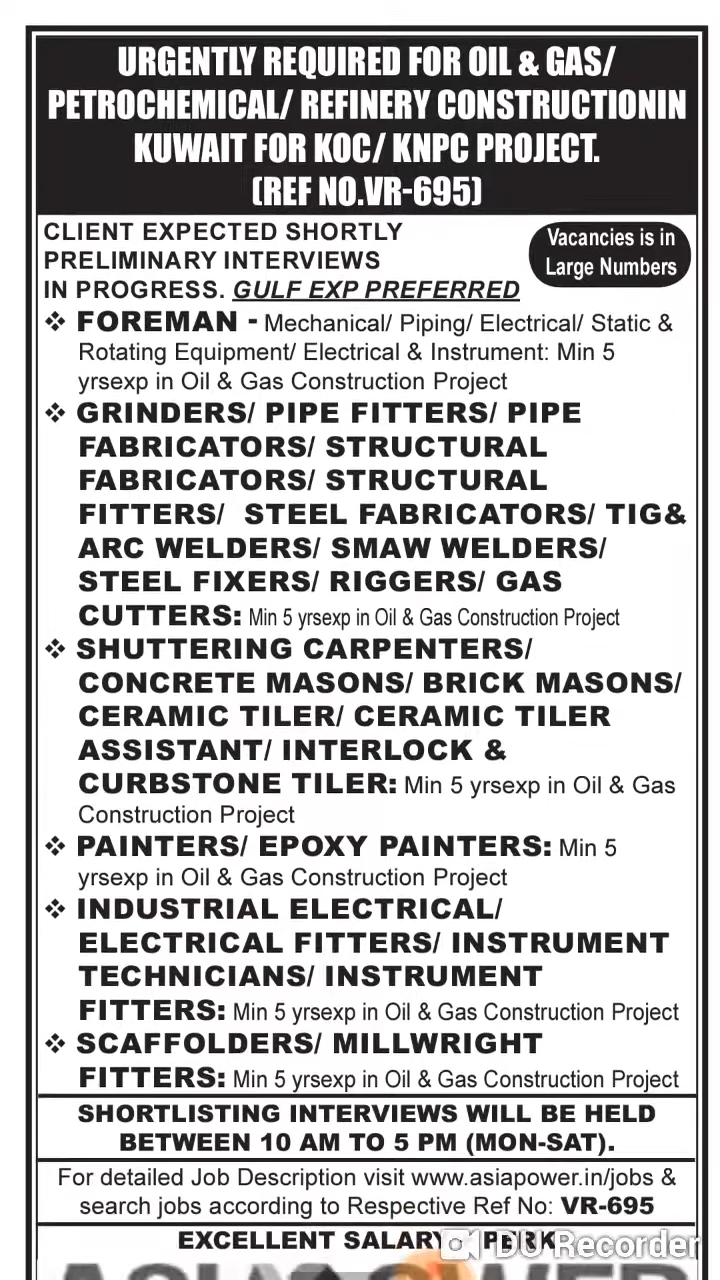 URGENTLY REQUIRED FOR OIL & GAS/
PETROCHEMICAL/ REFINERY CONSTRUCTIONIN
KUWAIT FOR KOC/ KNPC PROJECT.
(REF NO.VR-695)
CLIENT EXPECTED SHORTLY
PRELIMINARY INTERVIEWS
IN PROGRESS. GULF EXP PREFERRED
Vacancies is in
Large Numbers
❖ FOREMAN - Mechanical/ Piping/ Electrical/ Static &
Rotating Equipment/ Electrical & Instrument: Min 5
yrsexp in Oil & Gas Construction Project
❖ GRINDERS/ PIPE FITTERS/ PIPE
FABRICATORS/ STRUCTURAL
FABRICATORS/ STRUCTURAL
FITTERS/ STEEL FABRICATORS/ TIG&
ARC WELDERS/ SMAW WELDERS/
STEEL FIXERS/ RIGGERS/ GAS
CUTTERS: Min 5 yrsexp in Oil & Gas Construction Project
❖ SHUTTERING CARPENTERS/
CONCRETE MASONS/ BRICK MASONS/
CERAMIC TILER/ CERAMIC TILER
ASSISTANT/ INTERLOCK &
CURBSTONE TILER: Min 5 yrsexp in Oil & Gas
Construction Project
❖ PAINTERS/ EPOXY PAINTERS: Min 5
yrsexp in Oil & Gas Construction Project
❖ INDUSTRIAL ELECTRICAL/
ELECTRICAL FITTERS/ INSTRUMENT
TECHNICIANS/ INSTRUMENT
FITTERS: Min 5 yrsexp in Oil & Gas Construction Project
❖ SCAFFOLDERS/ MILLWRIGHT
FITTERS: Min 5 yrsexp in Oil & Gas Construction Project
SHORTLISTING INTERVIEWS WILL BE HELD
BETWEEN 10 AM TO 5 PM (MON-SAT).
For detailed Job Description visit www.asiapower.in/jobs &
search jobs according to Respective Ref No: VR-695
EXCELLENT SALARY PERK
DU Recorder